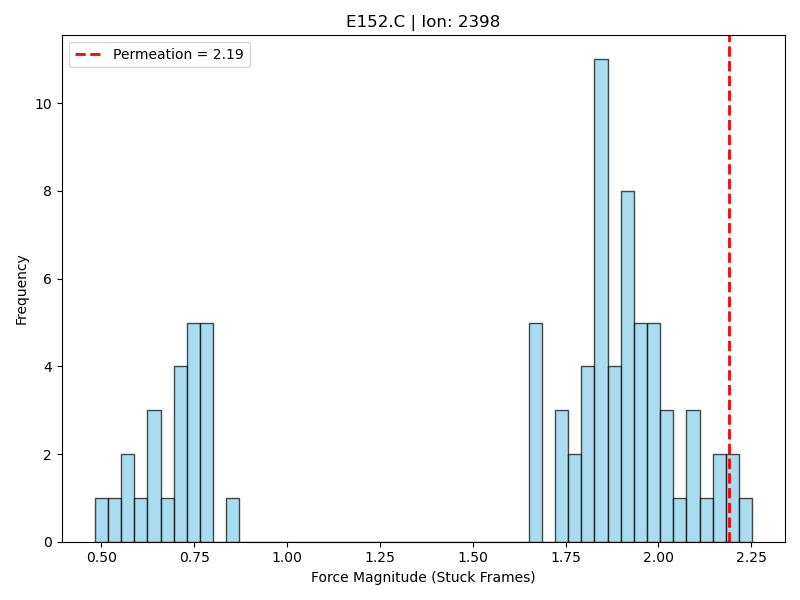 E152.C | Ion: 2398
Permeation = 2.19
Frequency
10
8
6
4
2
0
0.50 0.75 1.00 1.25 1.50 1.75 2.00 2.25
Force Magnitude (Stuck Frames)